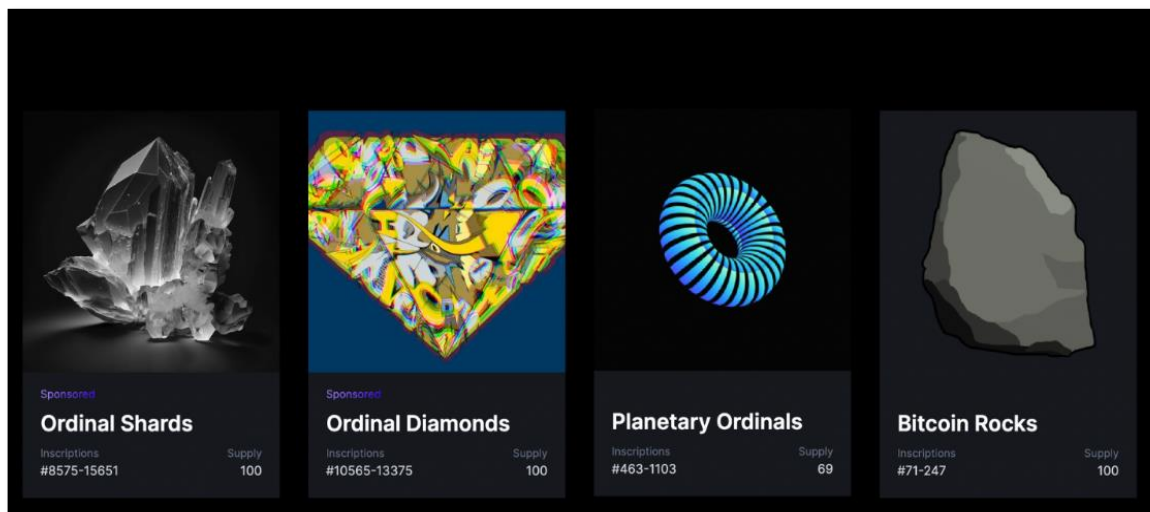 Sponsored
Ordinal Shards
Inscriptions Supply
#8575-15651 100
Sponsored
Ordinal Diamonds
Inscriptions Supply
#10565-13375 100
Planetary Ordinals
Inscriptions Supply
#463-1103 69
Bitcoin Rocks
Inscriptions Supply
#71-247 100